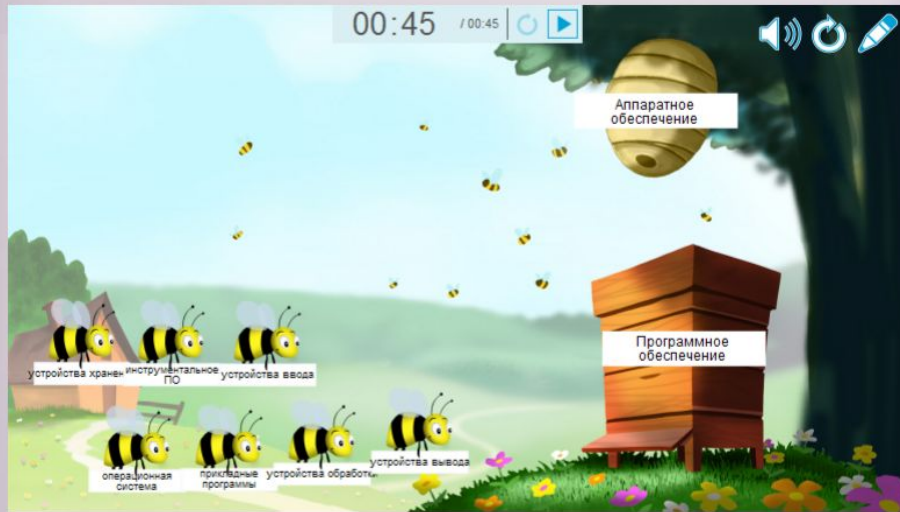 00:45 / 00:45
Аппаратное
обеспечение
Программное
обеспечение
устройства хранен
инструментальное
ПО
устройства ввода
операционная
система
прикладные
программы
устройства обработк
устройства вывода